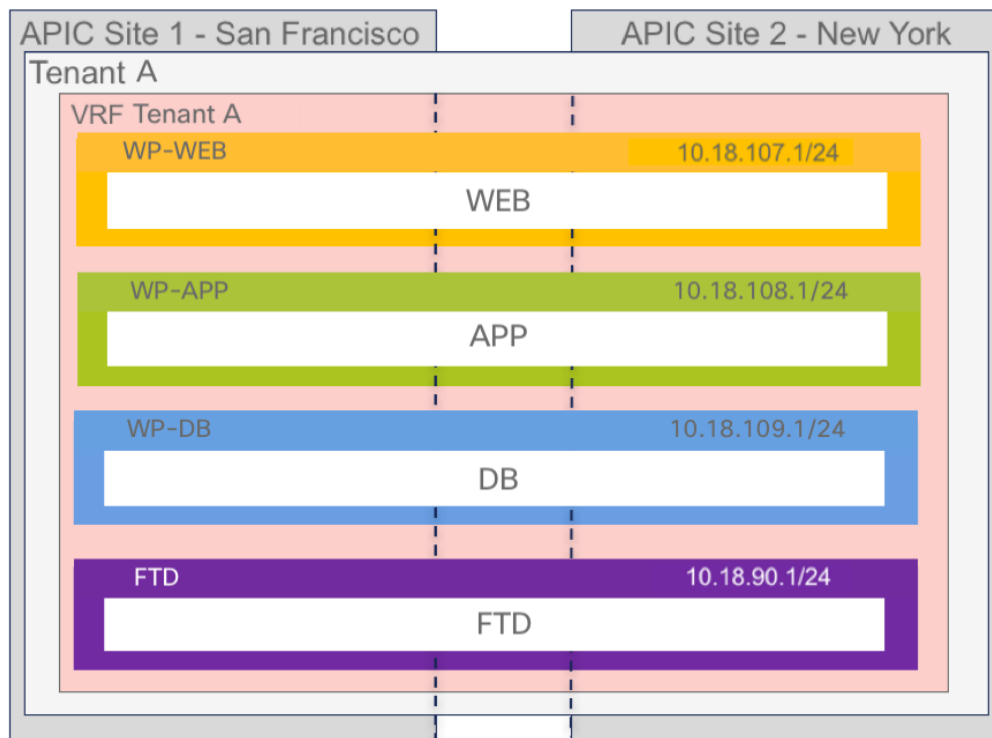 APIC Site 1 - San Francisco
APIC Site 2 - New York
Tenant A
VRF Tenant A
WP-WEB
10.18.107.1/24
WEB
WP-APP
10.18.108.1/24
APP
WP-DB
10.18.109.1/24
DB
FTD
10.18.90.1/24
FTD